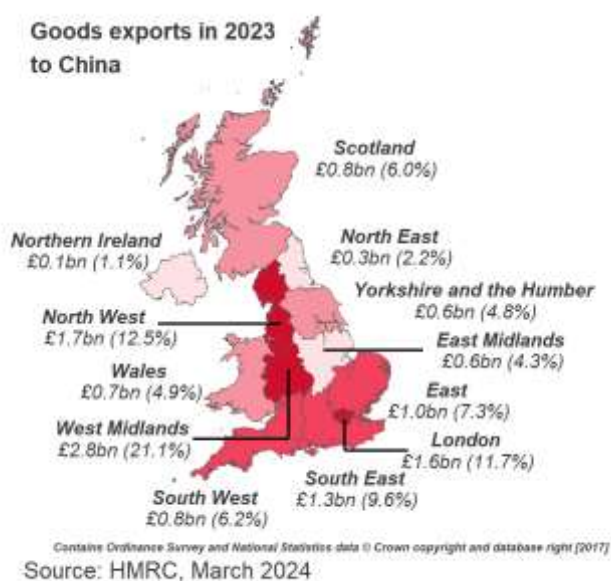 Goods exports in 2023
to China
Scotland
£0.8bn (6.0%)
Northern Ireland
£0.1bn (1.1%)
North East
£0.3bn (2.2%)
Yorkshire and the Humber
£0.6bn (4.8%)
North West
£1.7bn (12.5%)
East Midlands
£0.6bn (4.3%)
Wales
£0.7bn (4.9%)
East
£1.0bn (7.3%)
West Midlands
£2.8bn (21.1%)
London
£1.6bn (11.7%)
South East
£1.3bn (9.6%)
South West
£0.8bn (6.2%)
Contains Ordinance Survey and National Statistics data © Crown copyright and database right [2017]
Source: HMRC, March 2024